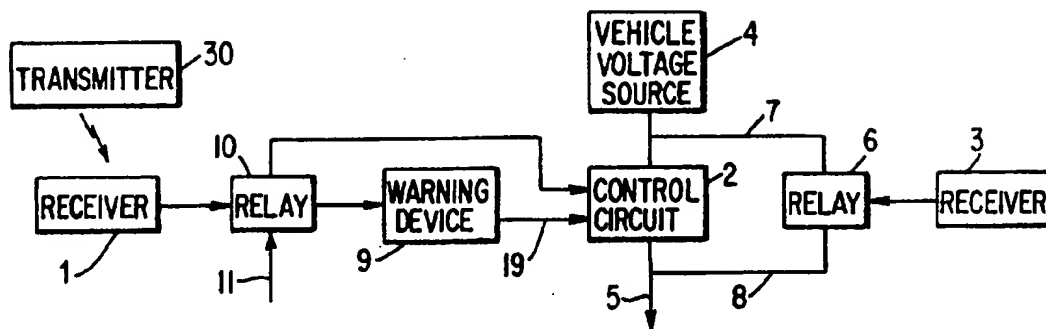 TRANSMITTER
30
VEHICLE
VOLTAGE
SOURCE
4
7
10
6
3
2
RECEIVER
RELAY
WARNING
DEVICE
CONTROL
CIRCUIT
RELAY
RECEIVER
1
11
9
19
5
8